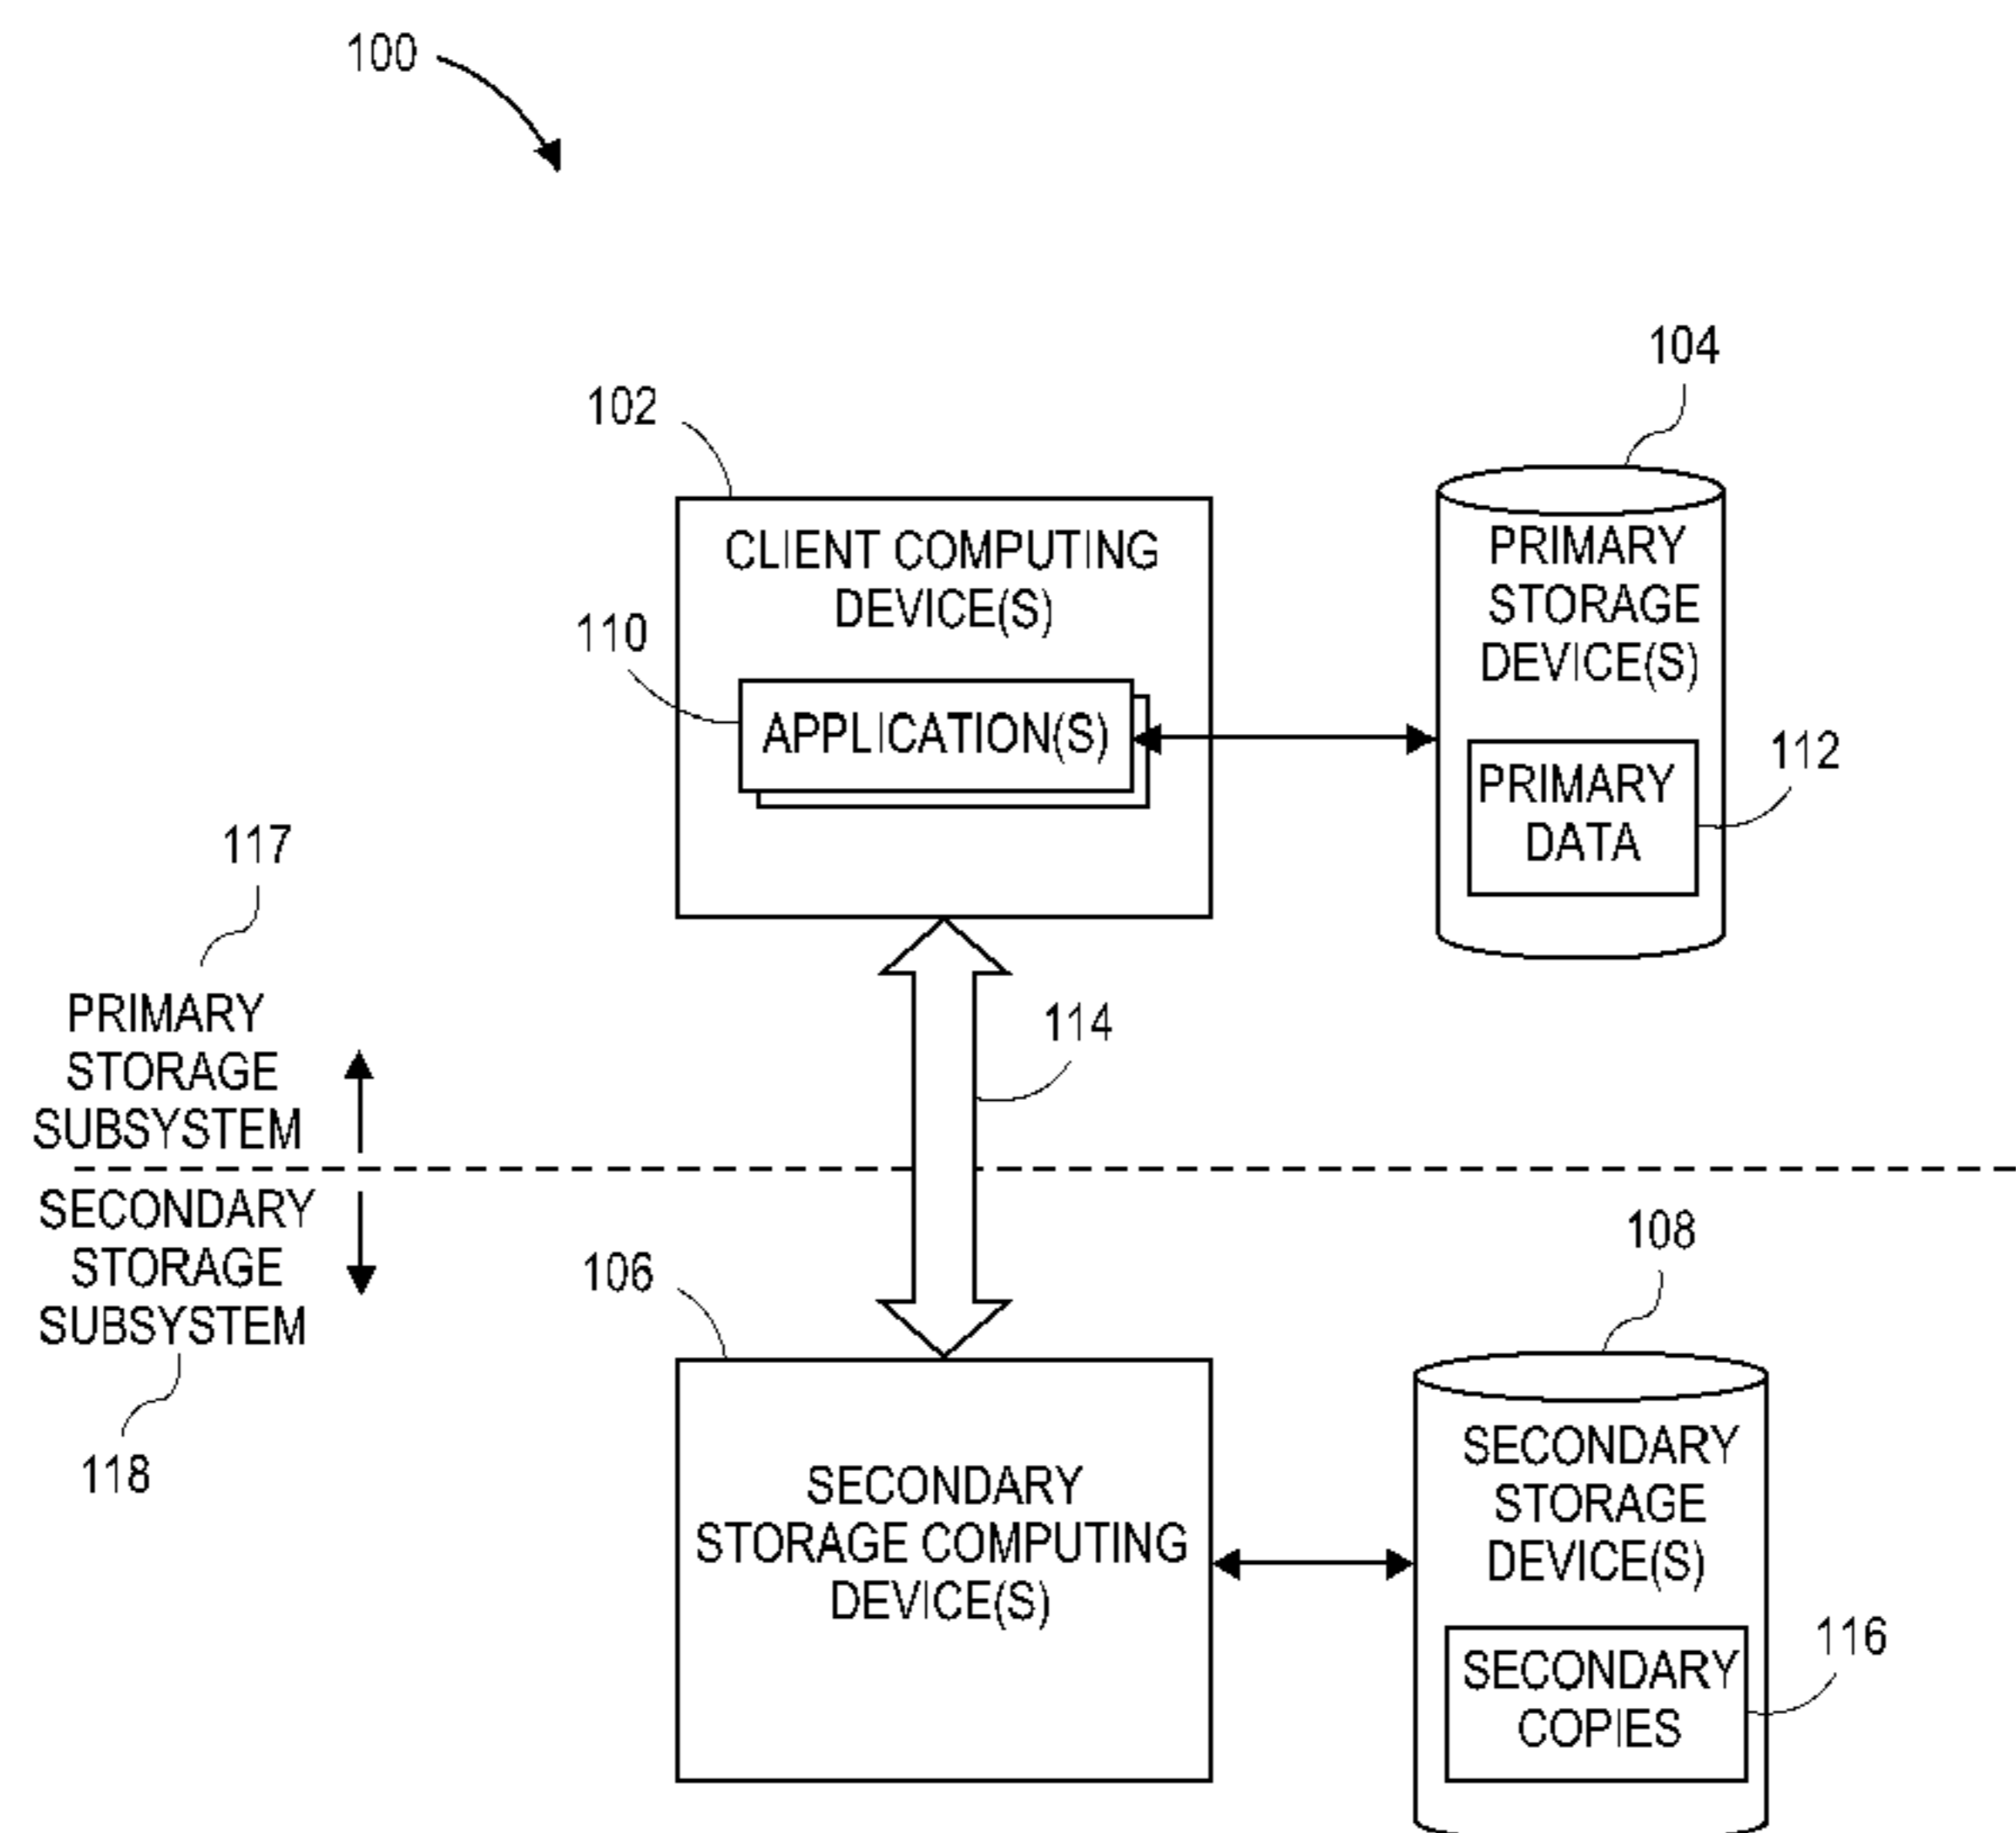 100
104
102
CLIENT COMPUTING
DEVICE(S)
PRIMARY
STORAGE
DEVICE(S)
110
APPLICATION(S)
112
PRIMARY
DATA
117
PRIMARY
STORAGE
SUBSYSTEM
114
SECONDARY
STORAGE
SUBSYSTEM
118
106
108
SECONDARY
STORAGE COMPUTING
DEVICE(S)
SECONDARY
STORAGE
DEVICE(S)
116
SECONDARY
COPIES